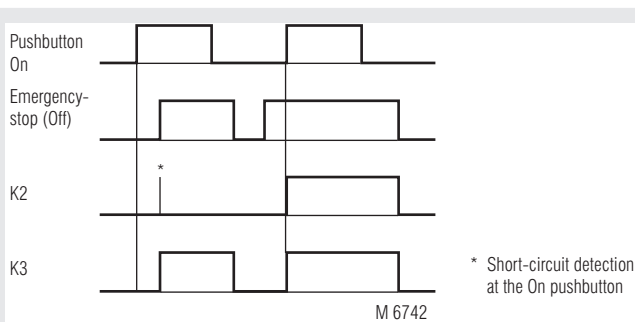 Pushbutton
On
Emergency-
stop (Off)
*
K2
K3
* Short-circuit detection
at the On pushbutton
M 6742